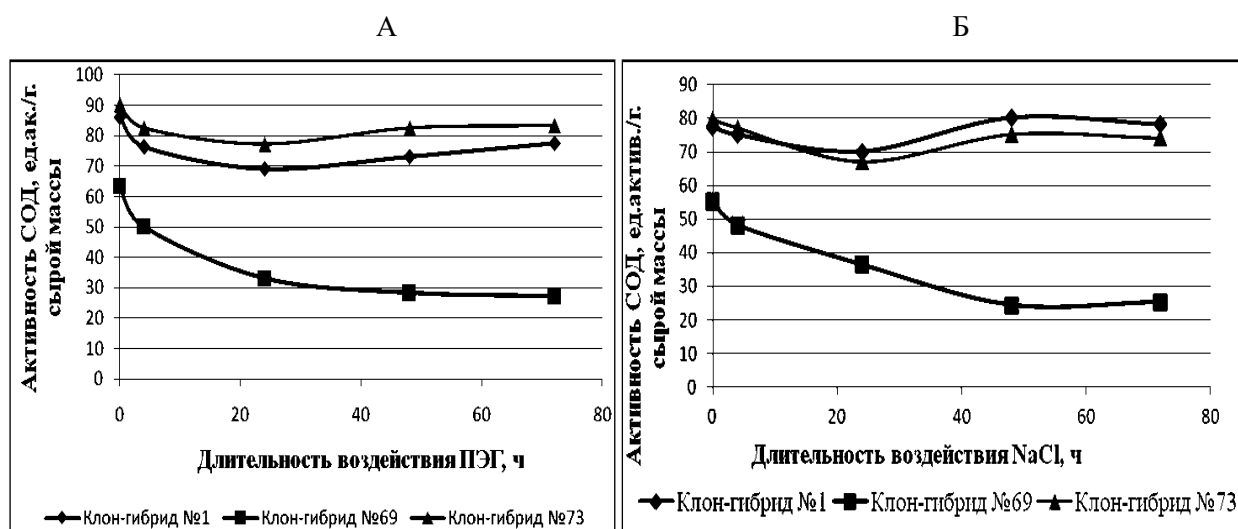 А
Б
Активность СОД, ед.ак./г.
сырой массы
100
90
80
70
60
50
40
30
20
10
0
0
20
40
60
80
Длительность воздействия ПЭГ, ч
Клон-гибрид №1
Клон-гибрид №69
Клон-гибрид №73
Активность СОД, ед.актив./г.
сырой массы
90
80
70
60
50
40
30
20
10
0
0
20
40
60
80
Длительность воздействия NaCl, ч
Клон-гибрид №1
Клон-гибрид №69
Клон-гибрид №73